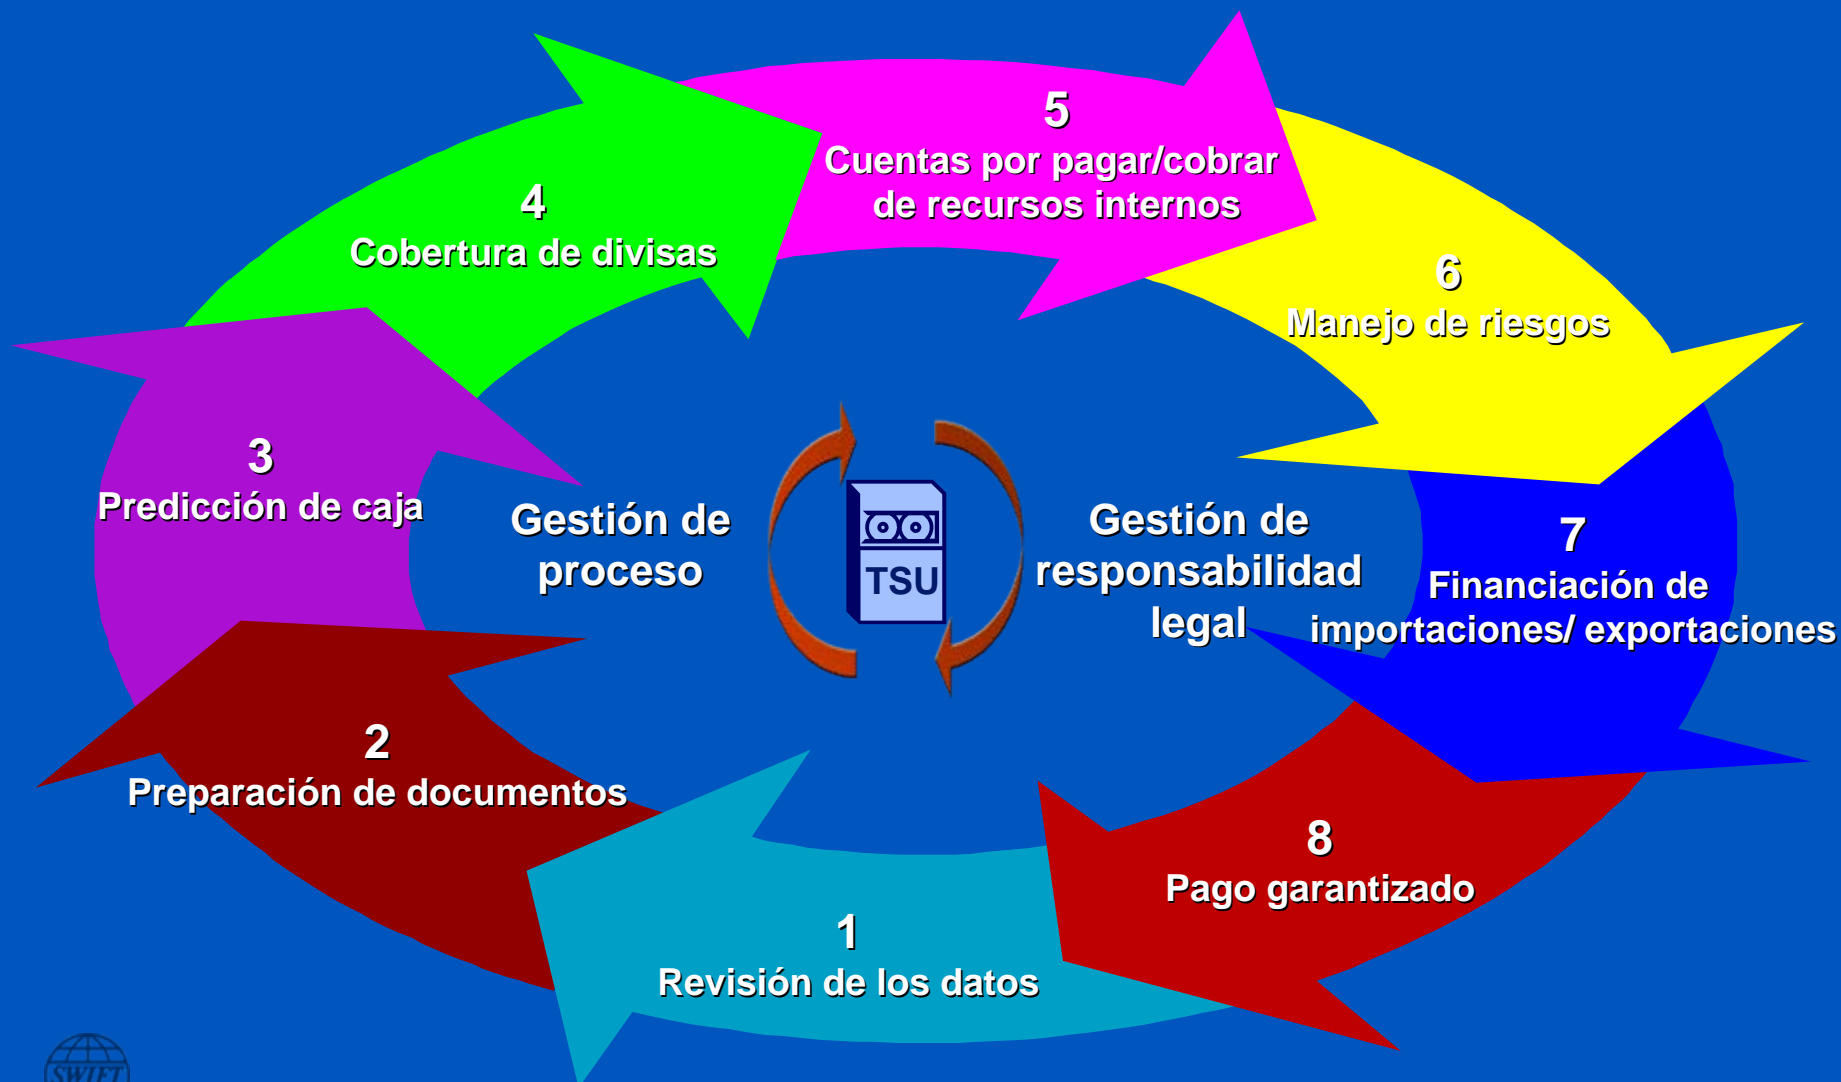 5
Cuentas por pagar/cobrar
de recursos internos
4
Cobertura de divisas
6
Manejo de riesgos
3
Predicción de caja
Gestión de
proceso
TSU
Gestión de
responsabilidad
legal
7
Financiación de
importaciones/ exportaciones
2
Preparación de documentos
8
Pago garantizado
1
Revisión de los datos
SWIFT